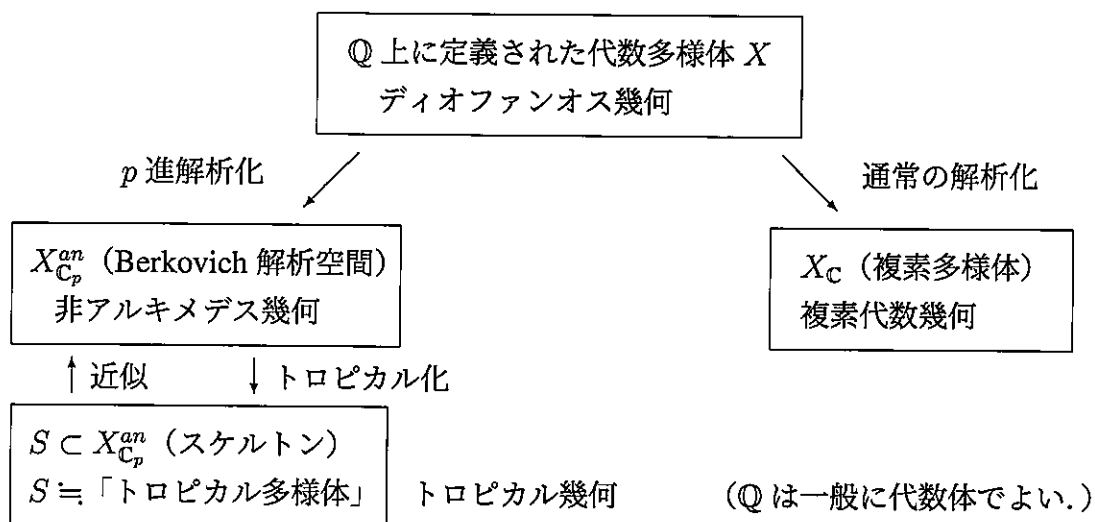 ℚ 上に定義された代数多様体 X
ディオファンオス幾何
p 進解析化
通常の解析化
X^{an}_{ℂ_p}（Berkovich 解析空間）
非アルキメデス幾何
X_ℂ（複素多様体）
複素代数幾何
↑近似 ↓トロピカル化
S ⊂ X^{an}_{ℂ_p}（スケルトン）
S ≒「トロピカル多様体」 トロピカル幾何 （ℚ は一般に代数体でよい.）